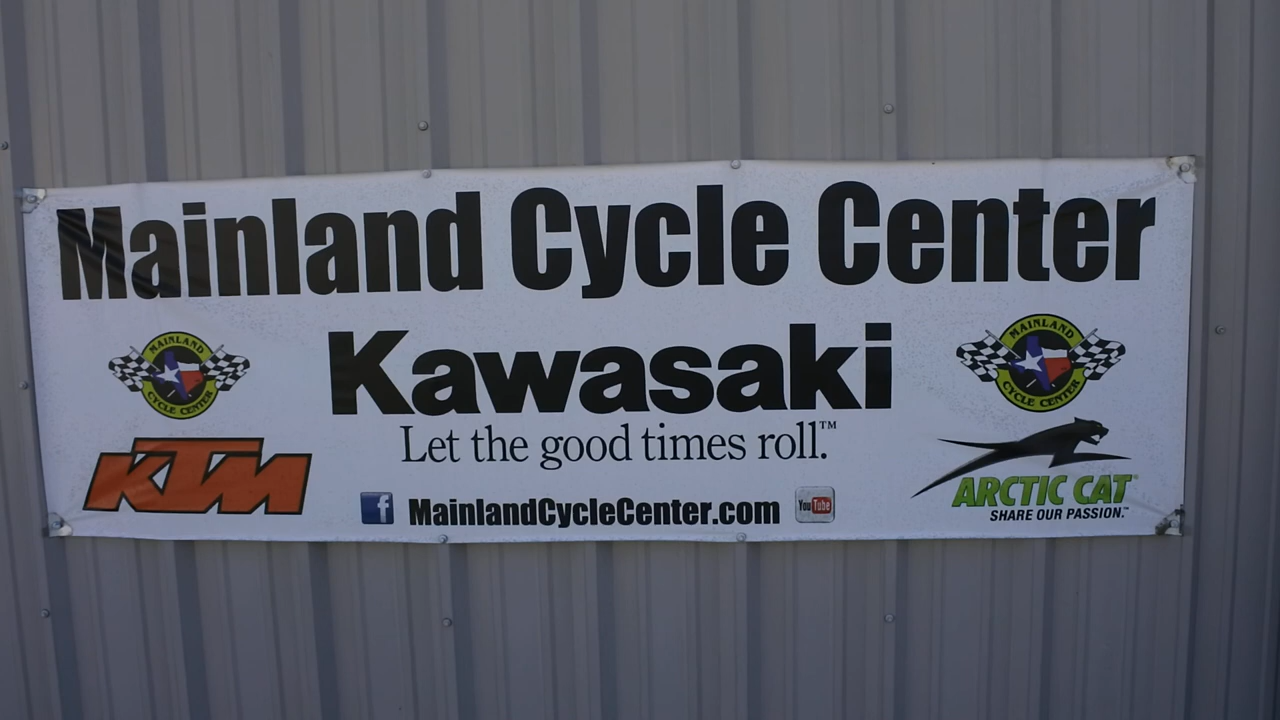 Mainland Cycle Center
MAINLAND
CYCLE CENTER
Kawasaki
MAINLAND
CYCLE CENTER
Let the good times roll.™
KTM
ARCTIC CAT®
SHARE OUR PASSION.™
f MainlandCycleCenter.com YouTube